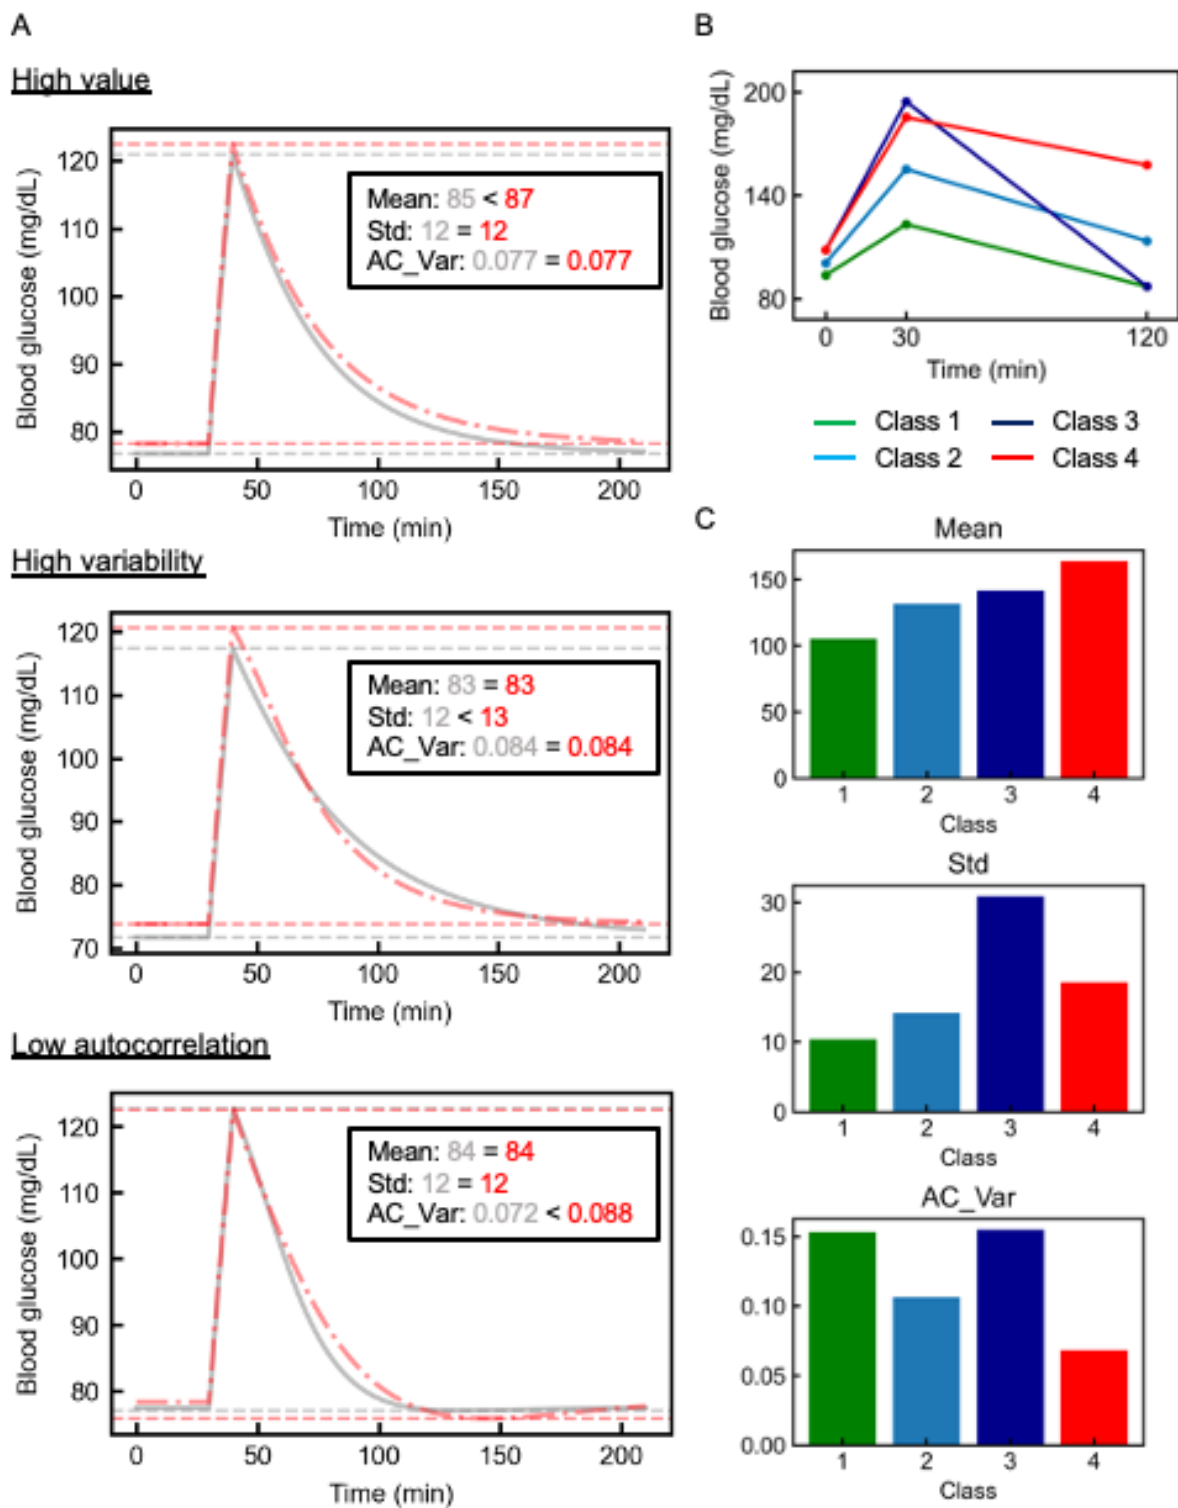 A
High value
Blood glucose (mg/dL)
120
110
100
90
80
Mean: 85 < 87
Std: 12 = 12
AC_Var: 0.077 = 0.077
0 50 100 150 200
Time (min)
High variability
Blood glucose (mg/dL)
120
110
100
90
80
70
Mean: 83 = 83
Std: 12 < 13
AC_Var: 0.084 = 0.084
0 50 100 150 200
Time (min)
Low autocorrelation
Blood glucose (mg/dL)
120
110
100
90
80
Mean: 84 = 84
Std: 12 = 12
AC_Var: 0.072 < 0.088
0 50 100 150 200
Time (min)
B
Blood glucose (mg/dL)
200
140
80
0 30 120
Time (min)
Class 1 Class 3
Class 2 Class 4
C
Mean
150
100
50
0
1 2 3 4
Class
Std
30
20
10
0
1 2 3 4
Class
AC_Var
0.15
0.10
0.05
0.00
1 2 3 4
Class